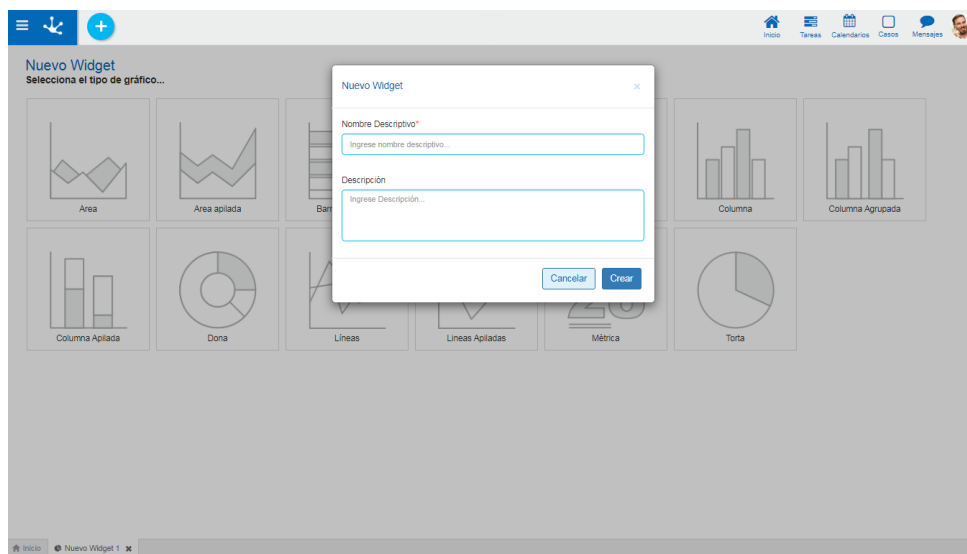 Inicio Tareas Calendarios Casos Mensajes
Nuevo Widget
Selecciona el tipo de gráfico...
Nuevo Widget
Nombre Descriptivo*
Ingrese nombre descriptivo...
Descripción
Ingrese Descripción...
Cancelar Crear
Area Area apilada Columna Columna Agrupada
Columna Apilada Dona Líneas Lineas Apiladas Métrica Torta
Inicio Nuevo Widget 1